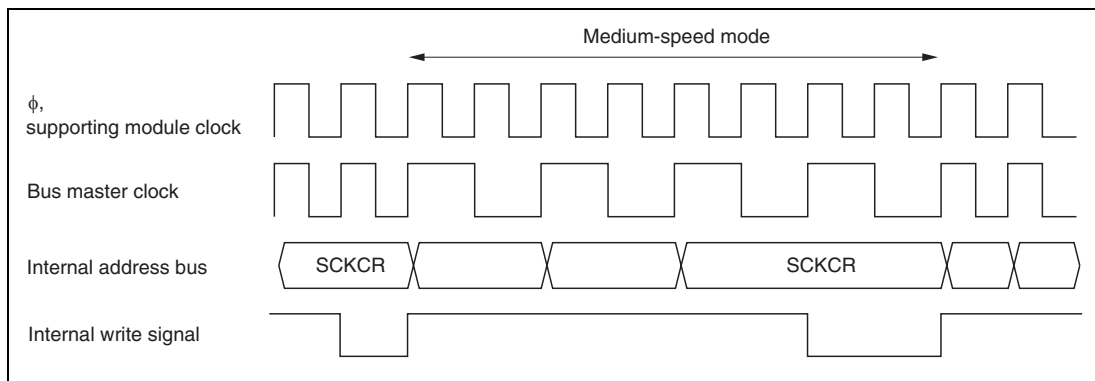 Medium-speed mode
ϕ,
supporting module clock
Bus master clock
Internal address bus
SCKCR
SCKCR
Internal write signal